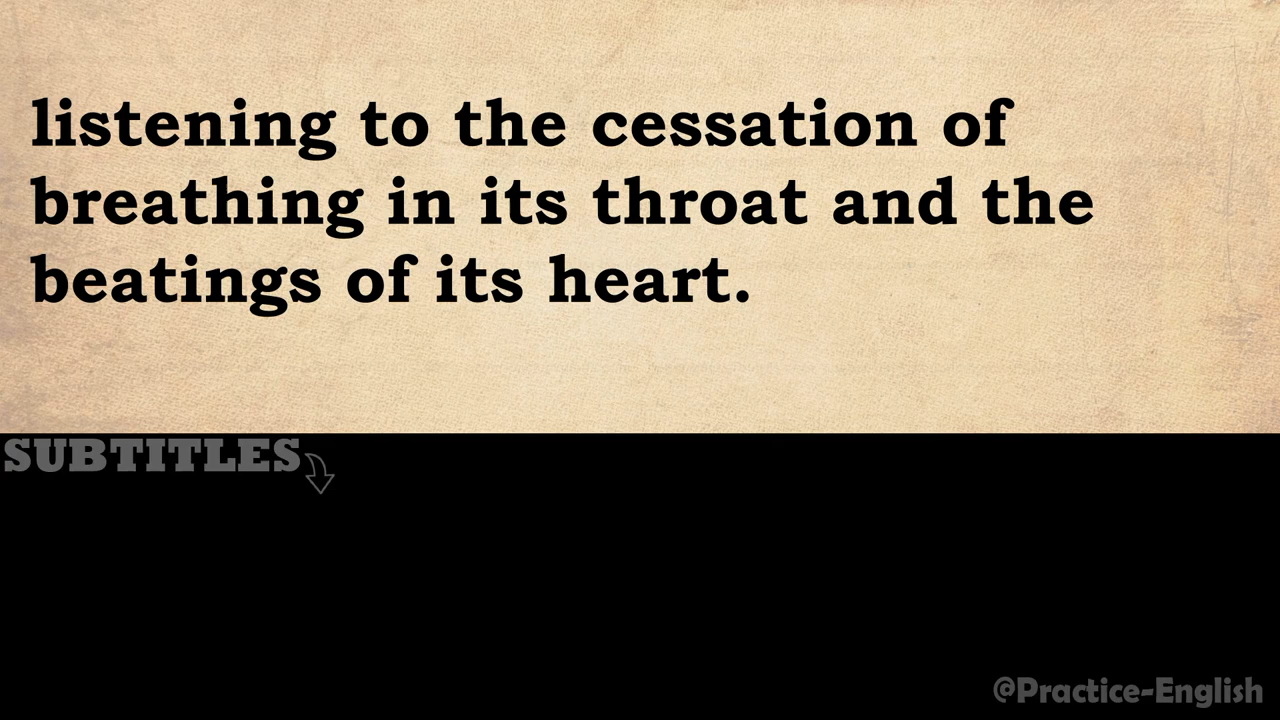 listening to the cessation of
breathing in its throat and the
beatings of its heart.
SUBTITLES
@Practice-English